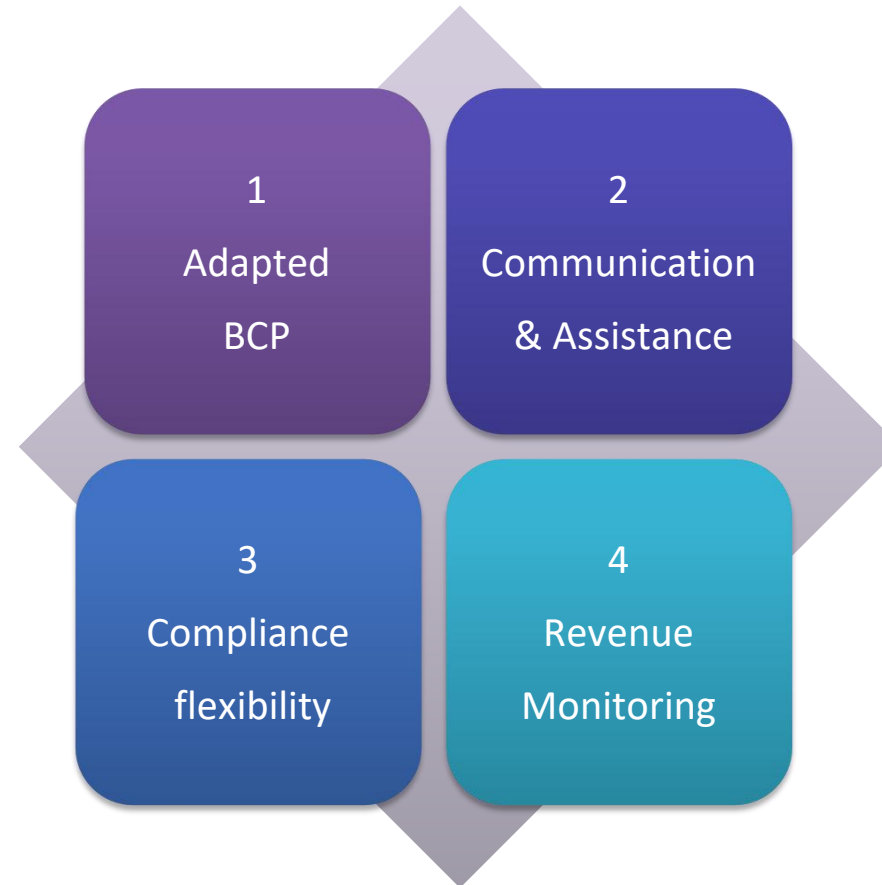 1
Adapted
BCP
2
Communication
& Assistance
3
Compliance
flexibility
4
Revenue
Monitoring